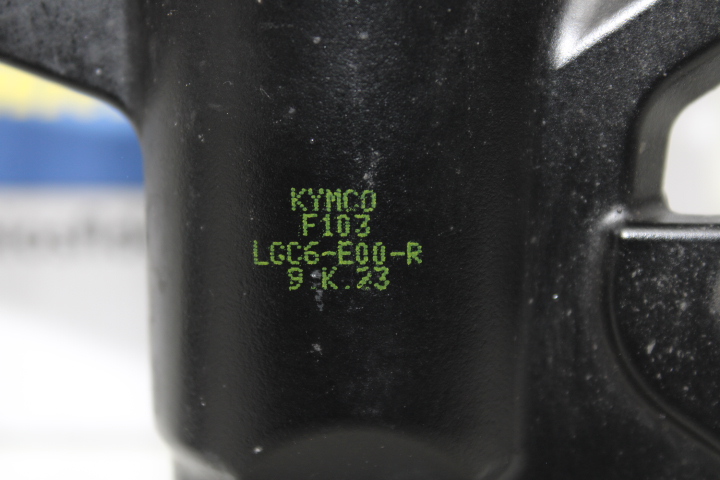 KYMCO
F103
LGC6-E00-R
9 K.23